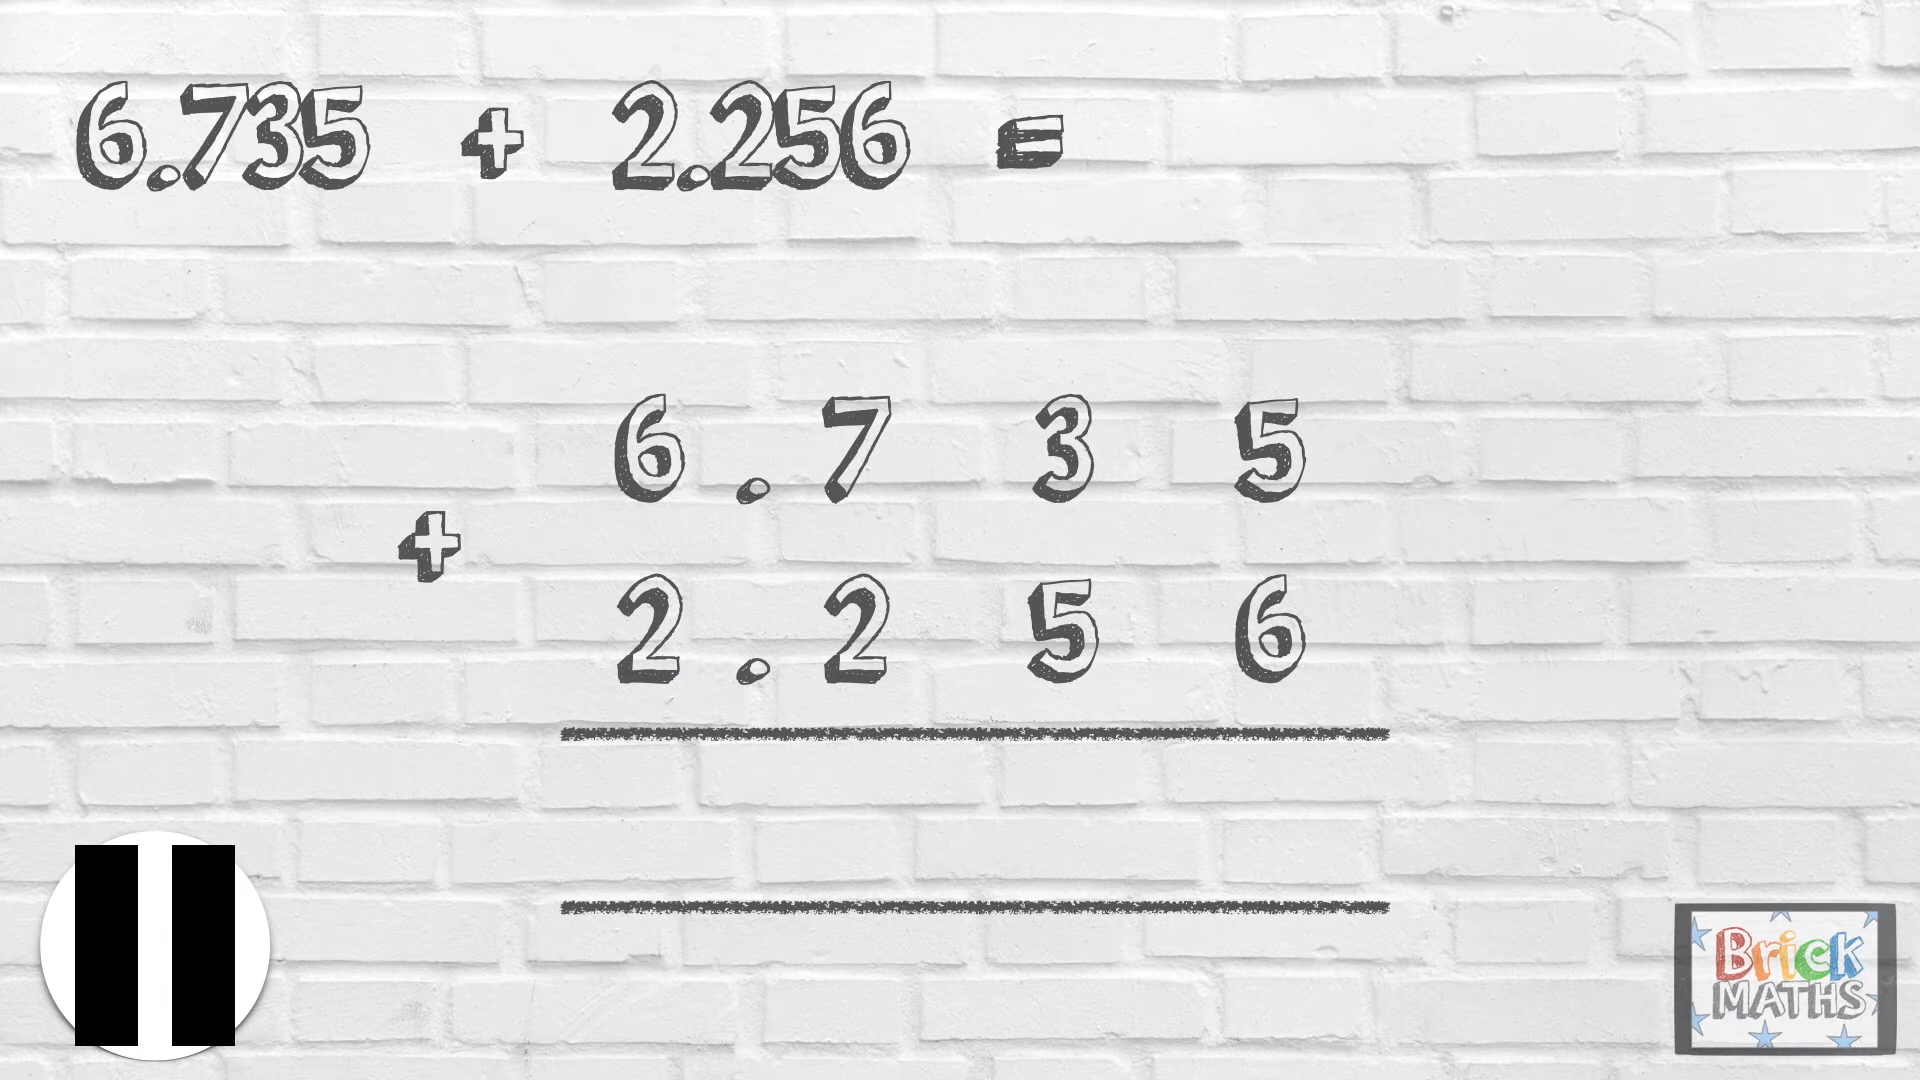 6.735 + 2.256 =
6 . 7 3 5
+
2 . 2 5 6
Brick
MATHS